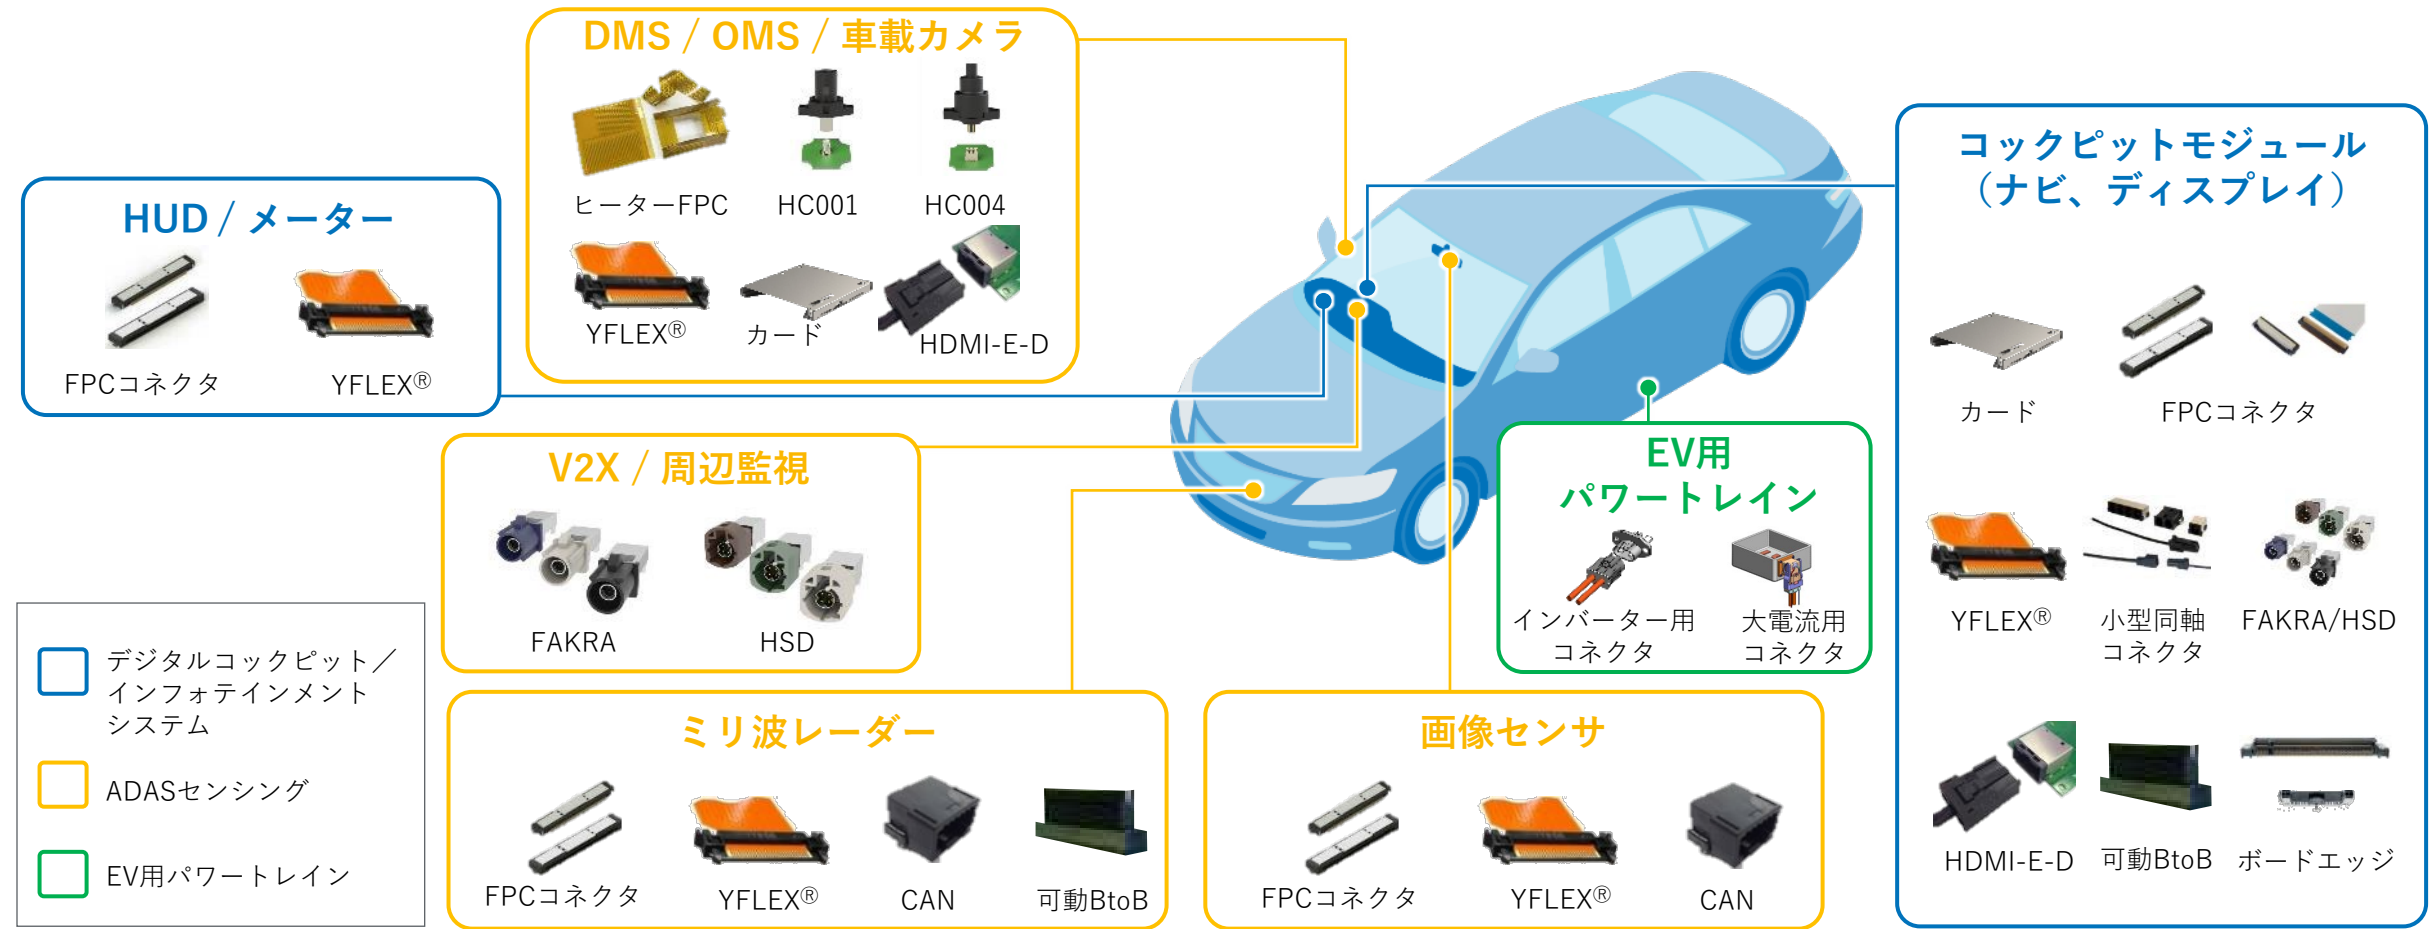 DMS / OMS / 車載カメラ
ヒーターFPC
HC001
HC004
YFLEX®
カード
HDMI-E-D
HUD / メーター
FPCコネクタ
YFLEX®
V2X / 周辺監視
FAKRA
HSD
ミリ波レーダー
FPCコネクタ
YFLEX®
CAN
可動BtoB
画像センサ
FPCコネクタ
YFLEX®
CAN
EV用
パワートレイン
インバーター用
コネクタ
大電流用
コネクタ
コックピットモジュール
（ナビ、ディスプレイ）
カード
FPCコネクタ
YFLEX®
小型同軸
コネクタ
FAKRA/HSD
HDMI-E-D
可動BtoB
ボードエッジ
デジタルコックピット／
インフォテインメント
システム
ADASセンシング
EV用パワートレイン